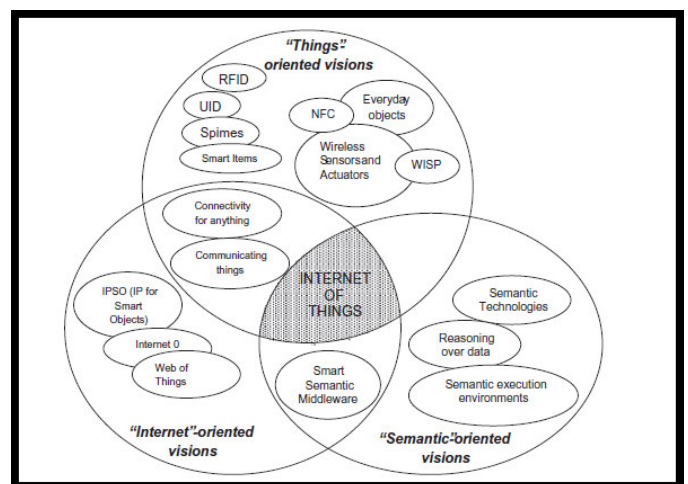 “Things”-
oriented visions
RFID
UID
Spimes
Smart Items
NFC
Everyday
objects
Wireless
Sensorsand
Actuators
WISP
Connectivity
for anything
Communicating
things
INTERNET
OF
THINGS
IPSO (IP for
Smart
Objects)
Internet 0
Web of
Things
Smart
Semantic
Middleware
Semantic
Technologies
Reasoning
over data
Semantic execution
environments
“Internet”-oriented
visions
“Semantic”-oriented
visions